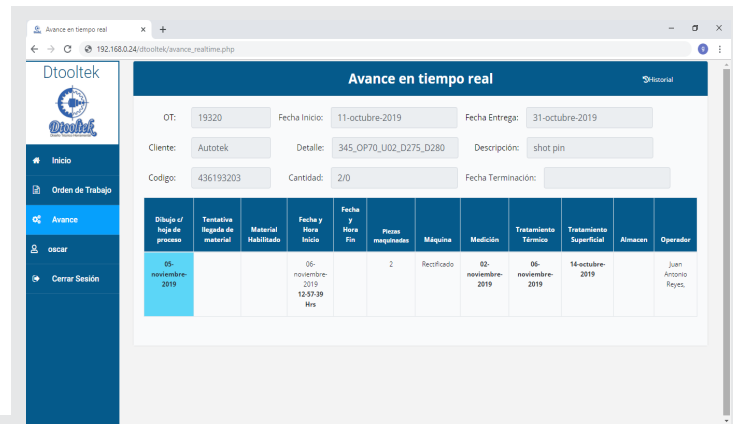 Avance en tiempo real
192.168.0.24/dtooltek/avance_realtime.php
Dtooltek
Dtooltek
Inicio
Orden de Trabajo
Avance
oscar
Cerrar Sesión
Avance en tiempo real
Historial
OT: 19320 Fecha Inicio: 11-octubre-2019 Fecha Entrega: 31-octubre-2019
Cliente: Autotek Detalle: 345_OP70_U02_D275_D280 Descripción: shot pin
Codigo: 436193203 Cantidad: 2/0 Fecha Terminación:
Dibujo c/
hoja de
proceso
Tentativa
llegada de
material
Material
Habilitado
Fecha y
Hora
Inicio
Fecha
y
Hora
Fin
Piezas
maquinadas
Máquina
Medición
Tratamiento
Térmico
Tratamiento
Superficial
Almacen
Operador
05-
noviembre-
2019
06-
noviembre-
2019
12-57-39
Hrs
2
Rectificado
02-
noviembre-
2019
06-
noviembre-
2019
14-octubre-
2019
Juan
Antonio
Reyes,